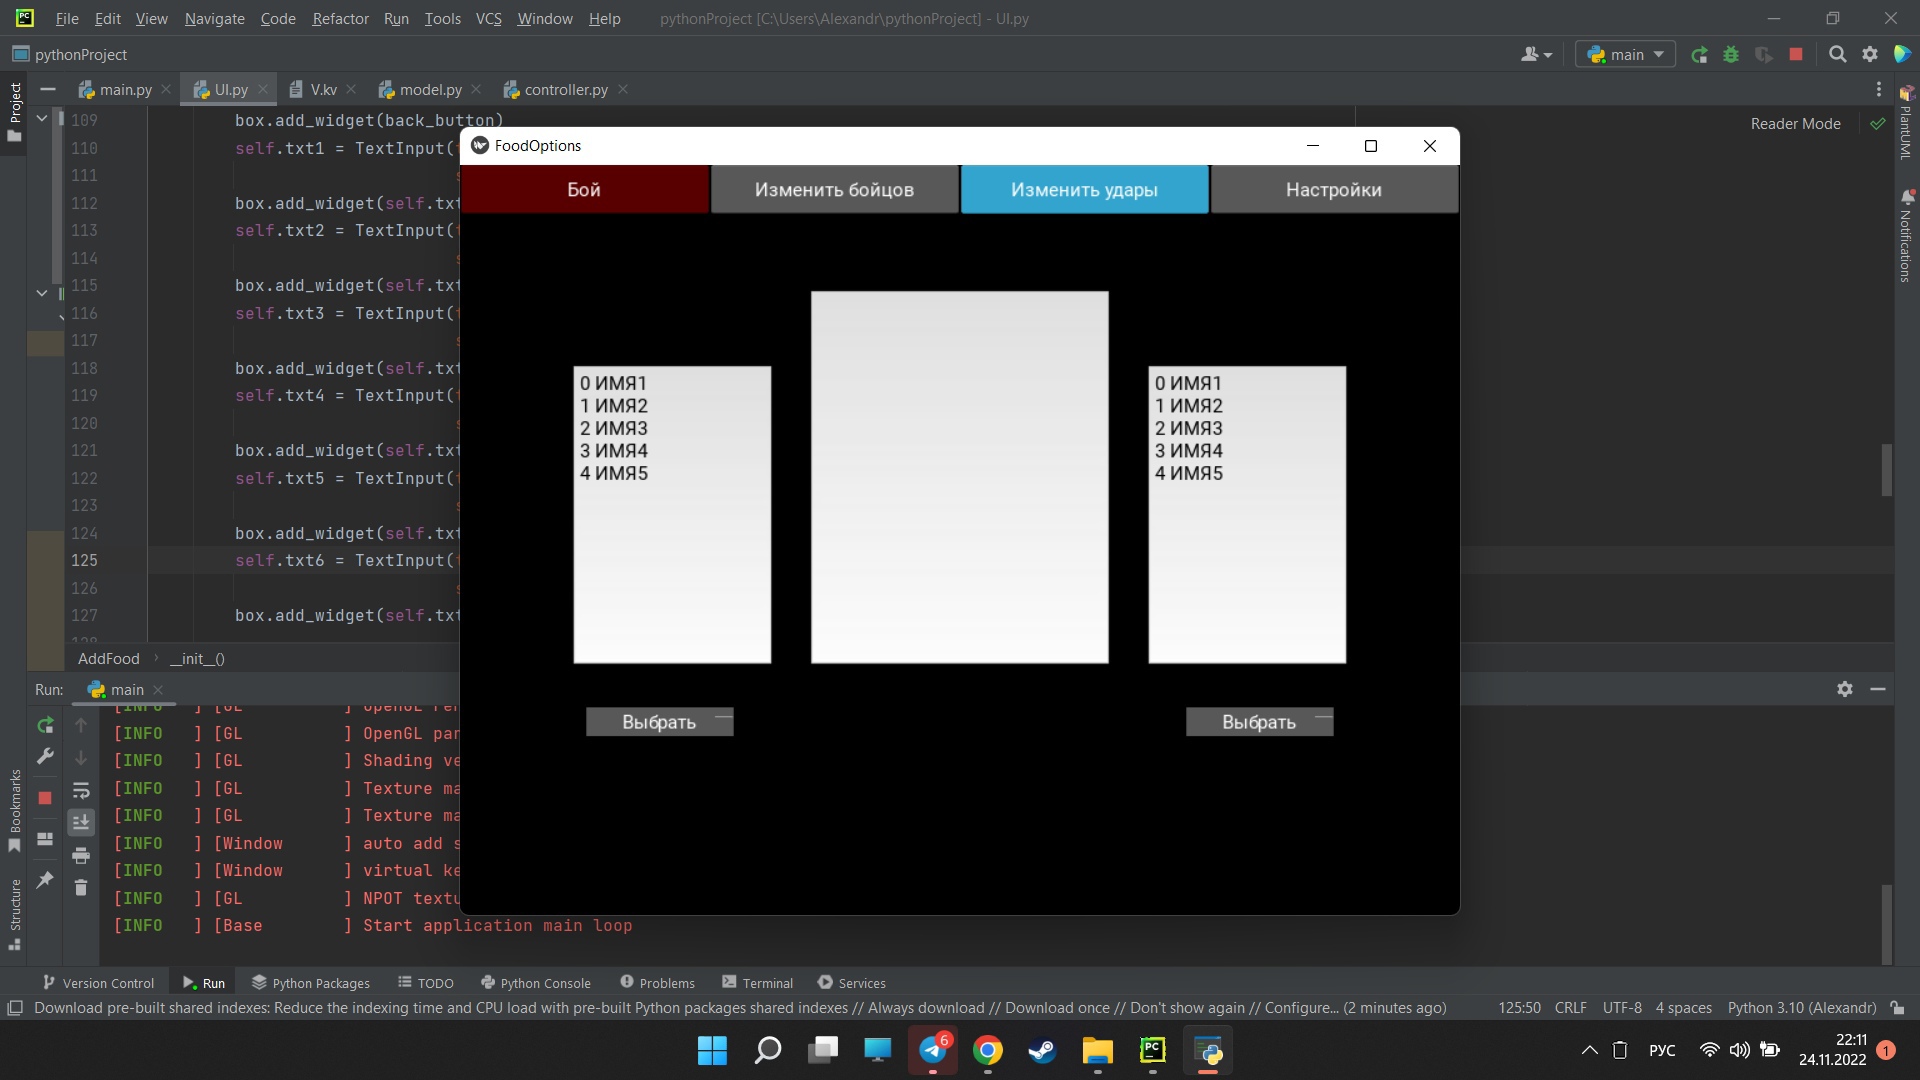 File Edit View Navigate Code Refactor Run Tools VCS Window Help pythonProject [C:\Users\Alexandr\pythonProject] - UI.py
pythonProject main
main.py UI.py V.kv model.py controller.py
Project
PlantUML
Notifications
Reader Mode
109 box.add_widget(back_button)
110 self.txt1 = TextInput(
111
112 box.add_widget(self.txt
113 self.txt2 = TextInput(
114
115 box.add_widget(self.txt
116 self.txt3 = TextInput(
117
118 box.add_widget(self.txt
119 self.txt4 = TextInput(
120
121 box.add_widget(self.txt
122 self.txt5 = TextInput(
123
124 box.add_widget(self.txt
125 self.txt6 = TextInput(
126
127 box.add_widget(self.txt
AddFood __init__()
FoodOptions
Бой Изменить бойцов Изменить удары Настройки
0 ИМЯ1
1 ИМЯ2
2 ИМЯ3
3 ИМЯ4
4 ИМЯ5
0 ИМЯ1
1 ИМЯ2
2 ИМЯ3
3 ИМЯ4
4 ИМЯ5
Выбрать Выбрать
Run: main
[INFO ] [GL ] OpenGL par
[INFO ] [GL ] Shading ve
[INFO ] [GL ] Texture ma
[INFO ] [GL ] Texture ma
[INFO ] [Window ] auto add s
[INFO ] [Window ] virtual ke
[INFO ] [GL ] NPOT textu
[INFO ] [Base ] Start application main loop
Bookmarks
Structure
Version Control Run Python Packages TODO Python Console Problems Terminal Services
Download pre-built shared indexes: Reduce the indexing time and CPU load with pre-built Python packages shared indexes // Always download // Download once // Don't show again // Configure... (2 minutes ago) 125:50 CRLF UTF-8 4 spaces Python 3.10 (Alexandr)
6
PC
РУС
22:11
24.11.2022
1